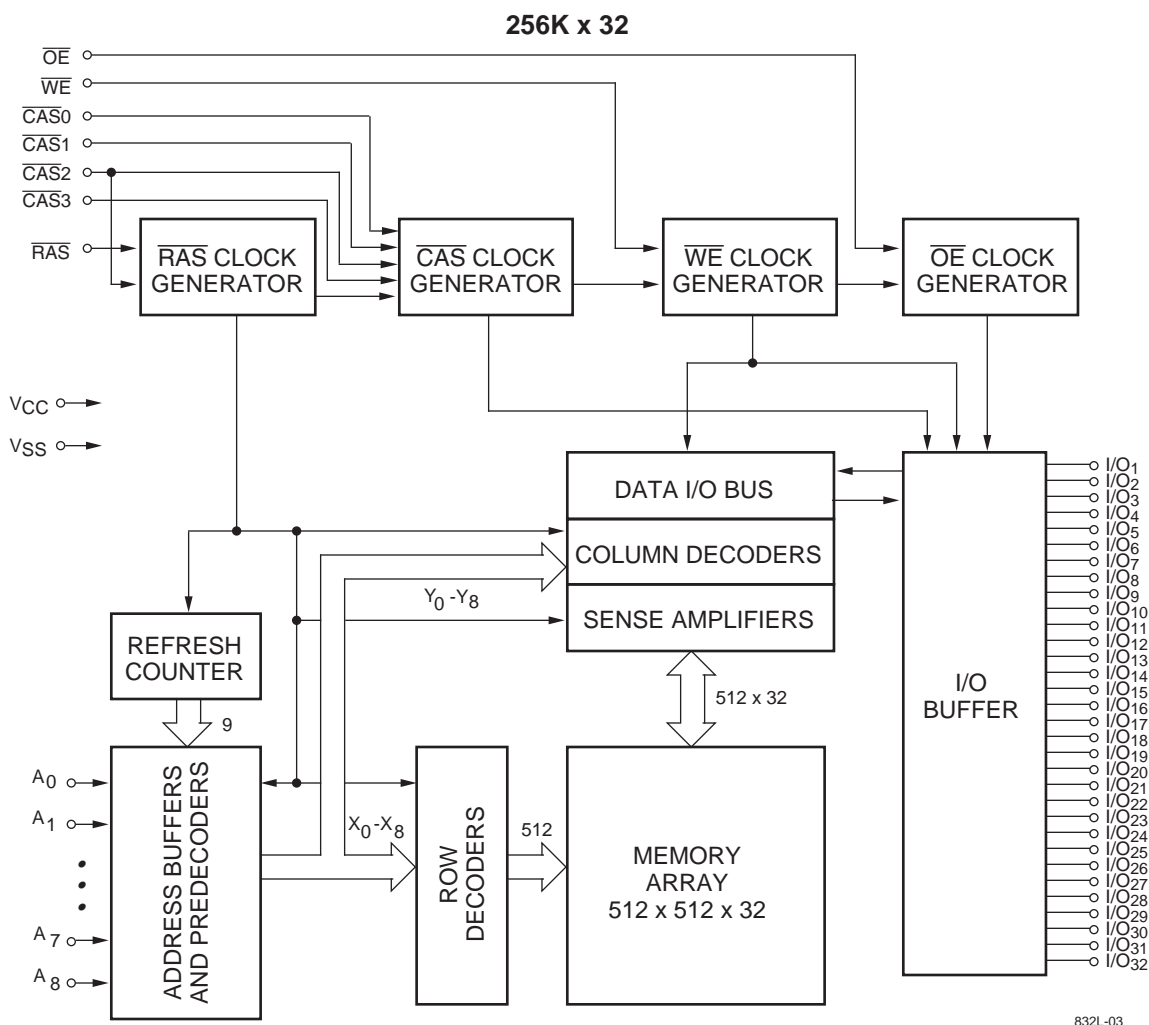 256K x 32
OE
WE
CAS0
CAS1
CAS2
CAS3
RAS
RAS CLOCK
GENERATOR
CAS CLOCK
GENERATOR
WE CLOCK
GENERATOR
OE CLOCK
GENERATOR
VCC
VSS
DATA I/O BUS
COLUMN DECODERS
SENSE AMPLIFIERS
Y0 -Y8
REFRESH
COUNTER
9
512 x 32
I/O
BUFFER
I/O1
I/O2
I/O3
I/O4
I/O5
I/O6
I/O7
I/O8
I/O9
I/O10
I/O11
I/O12
I/O13
I/O14
I/O15
I/O16
I/O17
I/O18
I/O19
I/O20
I/O21
I/O22
I/O23
I/O24
I/O25
I/O26
I/O27
I/O28
I/O29
I/O30
I/O31
I/O32
A0
A1
A7
A8
ADDRESS BUFFERS
AND PREDECODERS
X0 -X8
ROW
DECODERS
512
MEMORY
ARRAY
512 x 512 x 32
832L-03